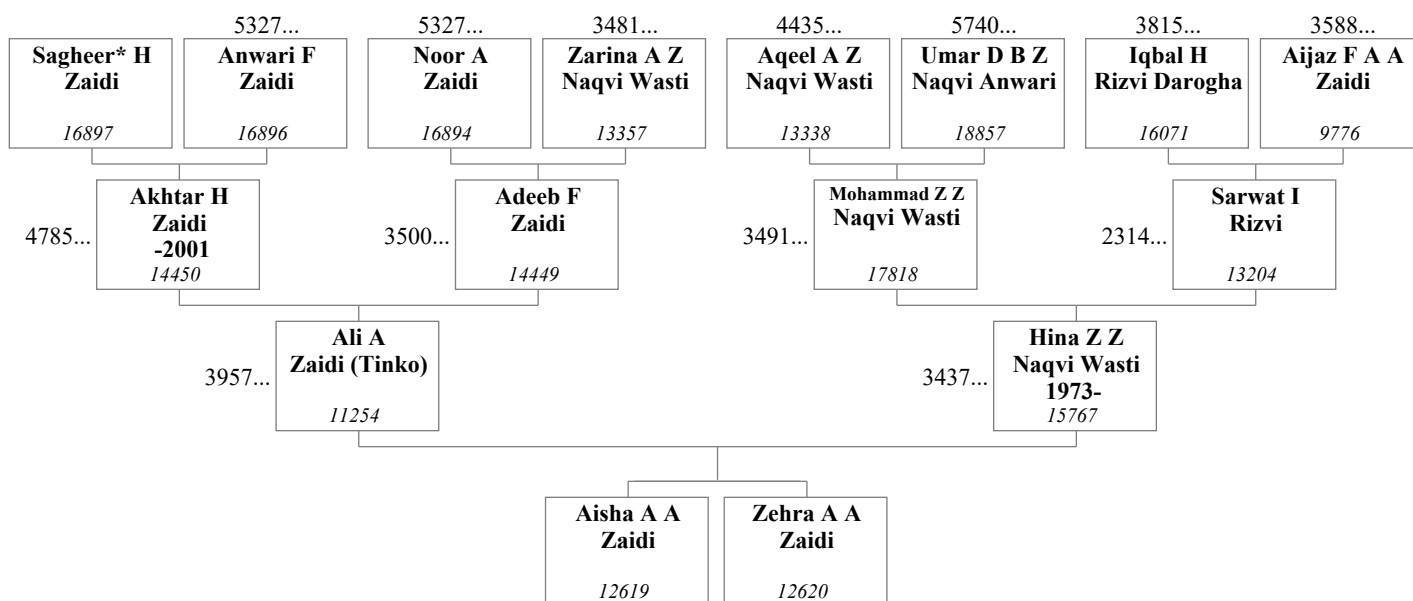 5327...
5327...
3481...
4435...
5740...
3815...
3588...
Sagheer* H
Zaidi
16897
Anwari F
Zaidi
16896
Noor A
Zaidi
16894
Zarina A Z
Naqvi Wasti
13357
Aqeel A Z
Naqvi Wasti
13338
Umar D B Z
Naqvi Anwari
18857
Iqbal H
Rizvi Darogha
16071
Aijaz F A A
Zaidi
9776
4785...
Akhtar H
Zaidi
-2001
14450
3500...
Adeeb F
Zaidi
14449
3491...
Mohammad Z Z
Naqvi Wasti
17818
2314...
Sarwat I
Rizvi
13204
3957...
Ali A
Zaidi (Tinko)
11254
3437...
Hina Z Z
Naqvi Wasti
1973-
15767
Aisha A A
Zaidi
12619
Zehra A A
Zaidi
12620